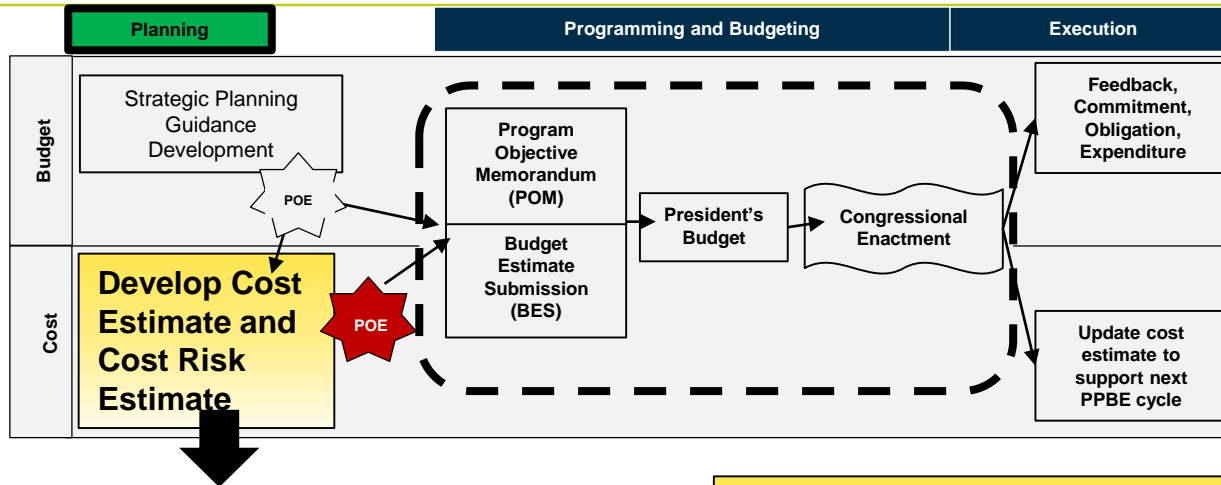 Planning
Programming and Budgeting
Execution
Budget
Strategic Planning
Guidance
Development
POE
Program
Objective
Memorandum
(POM)
Budget
Estimate
Submission
(BES)
President’s
Budget
Congressional
Enactment
Feedback,
Commitment,
Obligation,
Expenditure
Cost
Develop Cost
Estimate and
Cost Risk
Estimate
POE
Update cost
estimate to
support next
PPBE cycle